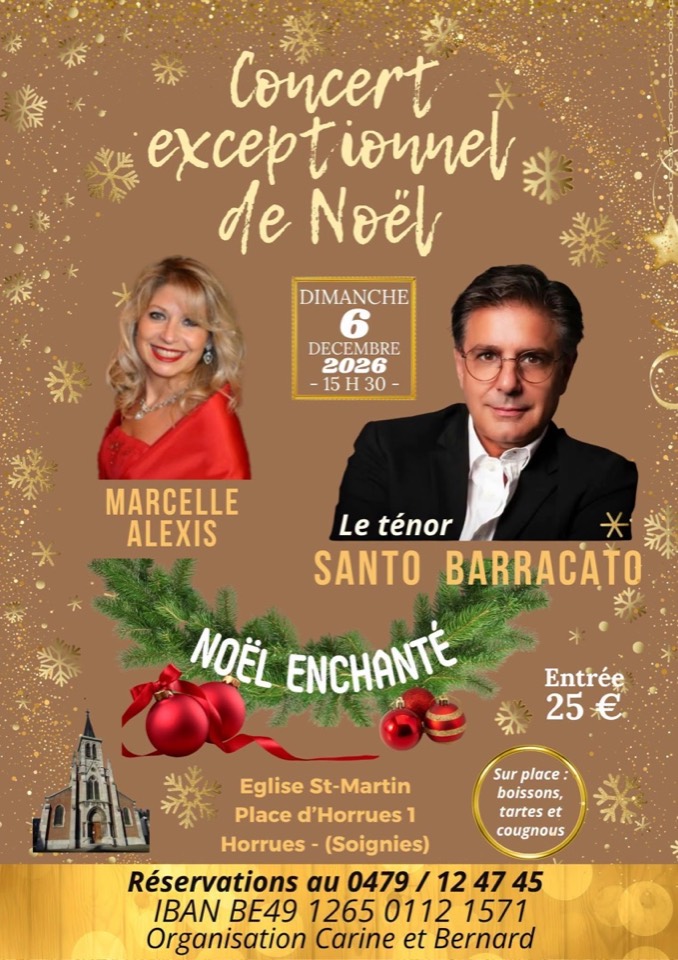 Concert
exceptionnel
de Noël
DIMANCHE
6
DECEMBRE
2026
- 15 H 30 -
MARCELLE
ALEXIS
Le ténor
SANTO BARRACATO
NOËL ENCHANTÉ
Entrée
25 €
Eglise St-Martin
Place d'Horrues 1
Horrues - (Soignies)
Sur place :
boissons,
tartes et
cougnous
Réservations au 0479 / 12 47 45
IBAN BE49 1265 0112 1571
Organisation Carine et Bernard